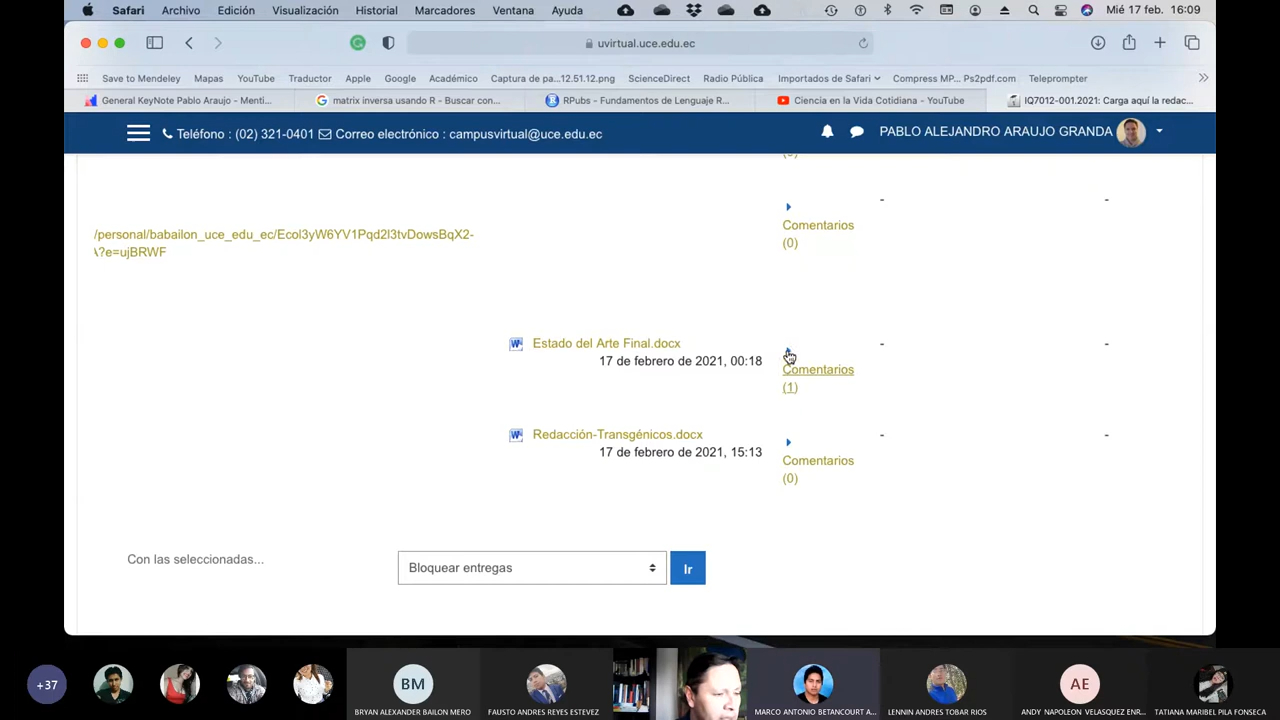 Safari Archivo Edición Visualización Historial Marcadores Ventana Ayuda Mié 17 feb. 16:09
uvirtual.uce.edu.ec
Save to Mendeley Mapas YouTube Traductor Apple Google Académico Captura de pa...12.51.12.png ScienceDirect Radio Pública Importados de Safari Compress MP... Ps2pdf.com Teleprompter
General KeyNote Pablo Araujo - Menti... matrix inversa usando R - Buscar con... RPubs - Fundamentos de Lenguaje R... Ciencia en la Vida Cotidiana - YouTube IQ7012-001.2021: Carga aquí la redac...
Teléfono : (02) 321-0401 Correo electrónico : campusvirtual@uce.edu.ec PABLO ALEJANDRO ARAUJO GRANDA
- -
Comentarios
(0)
/personal/babailon_uce_edu_ec/Ecol3yW6YV1Pqd2l3tvDowsBqX2-
?e=ujBRWF
Estado del Arte Final.docx - -
17 de febrero de 2021, 00:18
Comentarios
(1)
Redacción-Transgénicos.docx - -
17 de febrero de 2021, 15:13
Comentarios
(0)
Con las seleccionadas... Bloquear entregas Ir
+37 BM AE
BRYAN ALEXANDER BAILON MERO FAUSTO ANDRES REYES ESTEVEZ MARCO ANTONIO BETANCOURT A... LENNIN ANDRES TOBAR RIOS ANDY NAPOLEON VELASQUEZ ENR... TATIANA MARIBEL PILA FONSECA